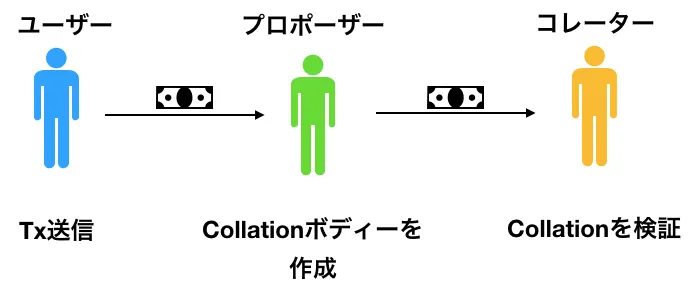 ユーザー
プロポーザー
コレーター
Tx送信
Collationボディーを
作成
Collationを検証